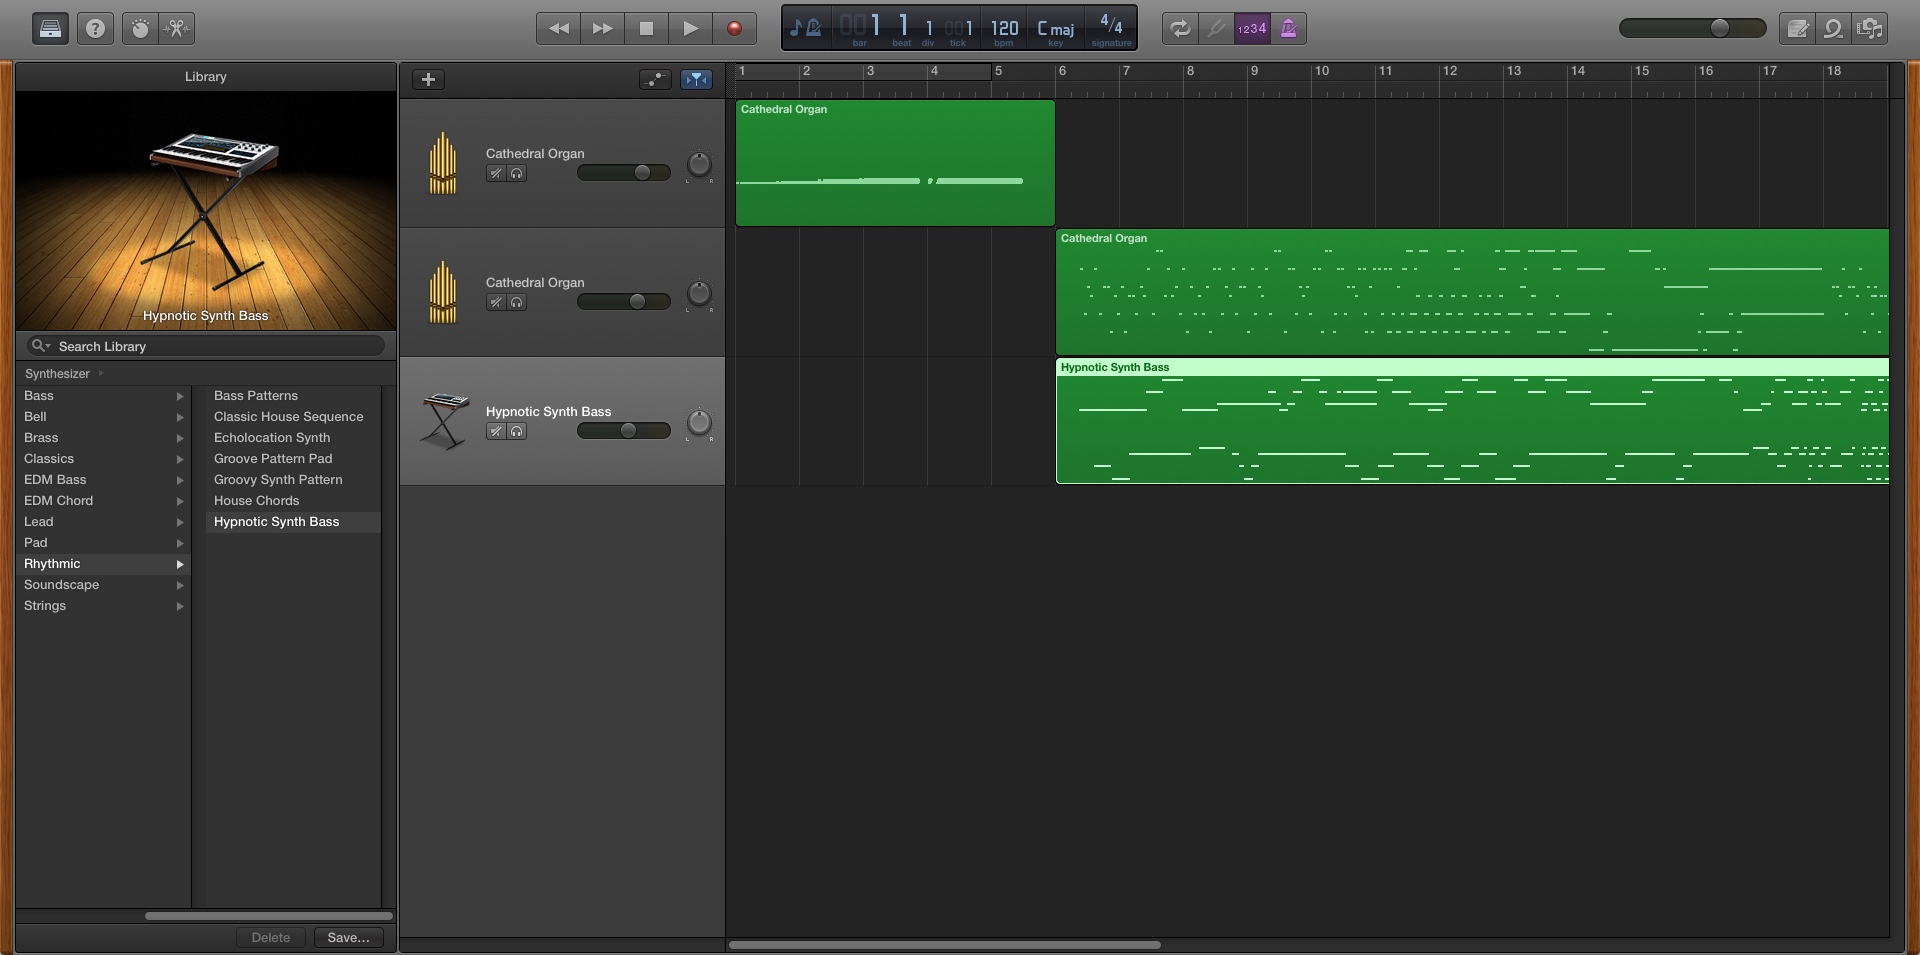 001 1 1 001 120 C maj 4/4
bar beat div tick bpm key signature
1234
Library
Hypnotic Synth Bass
Search Library
Synthesizer
Bass
Bell
Brass
Classics
EDM Bass
EDM Chord
Lead
Pad
Rhythmic
Soundscape
Strings
Bass Patterns
Classic House Sequence
Echolocation Synth
Groove Pattern Pad
Groovy Synth Pattern
House Chords
Hypnotic Synth Bass
Delete Save...
1 2 3 4 5 6 7 8 9 10 11 12 13 14 15 16 17 18
Cathedral Organ
L R
Cathedral Organ
L R
Hypnotic Synth Bass
L R
Cathedral Organ
Cathedral Organ
Hypnotic Synth Bass